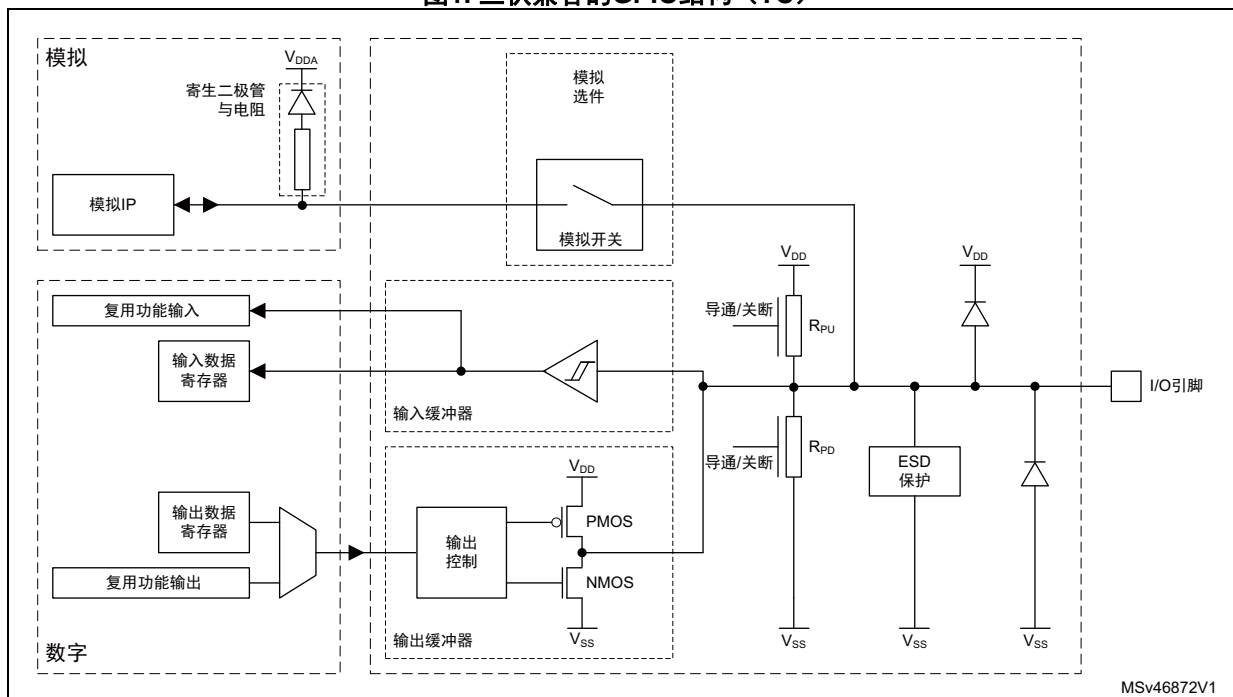 模拟
V_DDA
寄生二极管
与电阻
模拟IP
模拟
选件
模拟开关
复用功能输入
输入数据
寄存器
输入缓冲器
V_DD
导通/关断
R_PU
V_DD
I/O引脚
导通/关断
R_PD
ESD
保护
输出数据
寄存器
复用功能输出
输出
控制
V_DD
PMOS
NMOS
V_SS
输出缓冲器
V_SS
V_SS
V_SS
数字
MSv46872V1